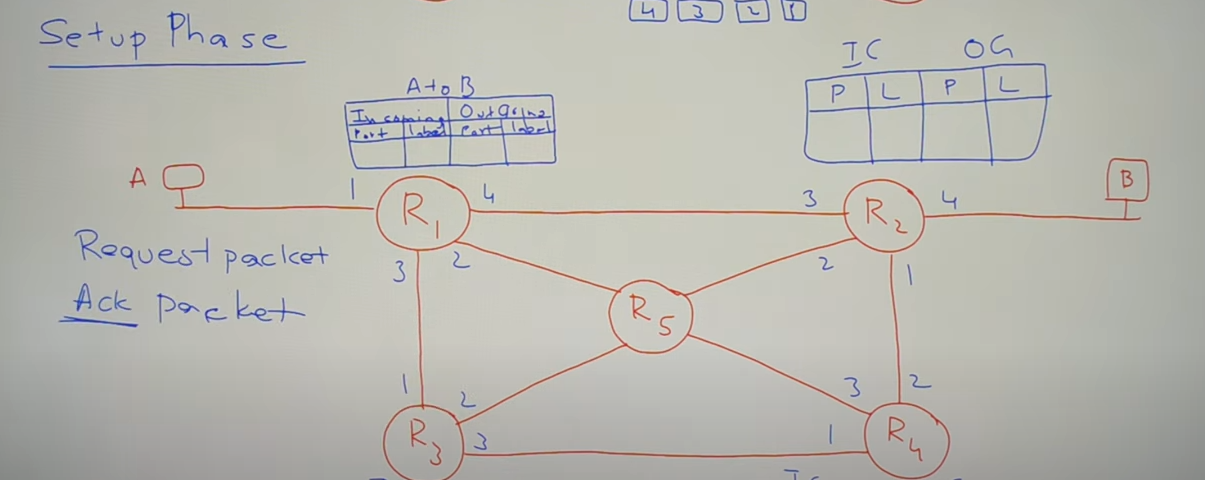 4 3 2 1
Setup Phase
IC OG
P L P L
A to B
Incoming OutGoing
Port label Port label
A
B
1 R1 4
3 R2 4
3 2
2 1
Request packet
Ack packet
R5
1 2
3 2
R3 3
1 R4